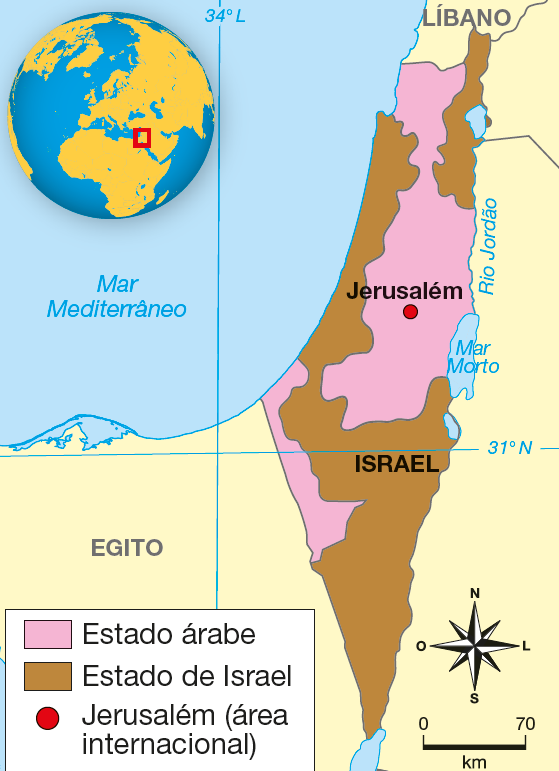 34° L
LÍBANO
Rio Jordão
Jerusalém
Mar
Mediterrâneo
Mar
Morto
31° N
ISRAEL
EGITO
Estado árabe
Estado de Israel
Jerusalém (área
internacional)
N
O
L
S
0 70
km